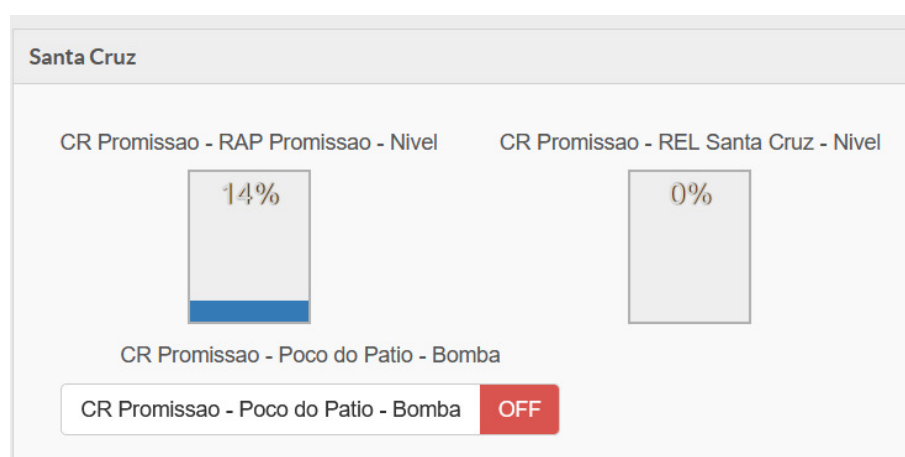 Santa Cruz
CR Promissao - RAP Promissao - Nivel
CR Promissao - REL Santa Cruz - Nivel
14%
0%
CR Promissao - Poco do Patio - Bomba
CR Promissao - Poco do Patio - Bomba OFF